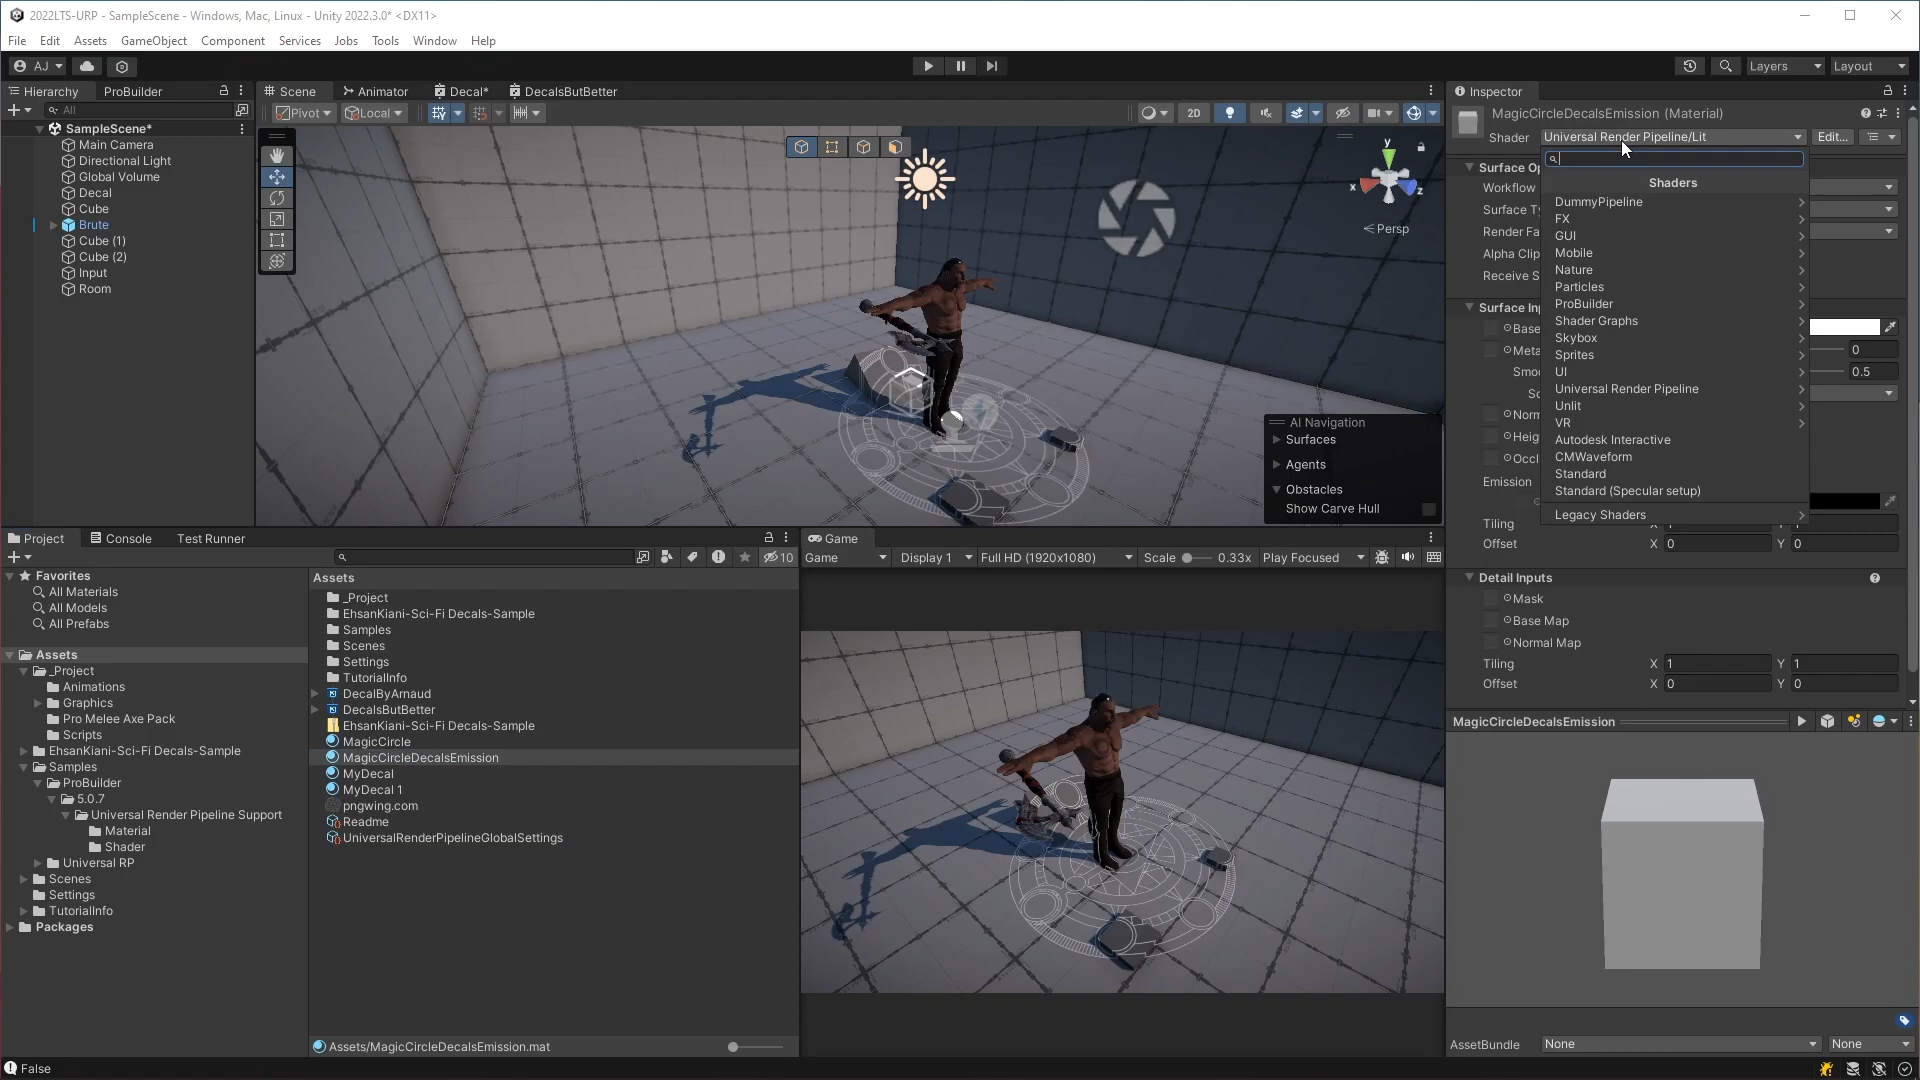 2022LTS-URP - SampleScene - Windows, Mac, Linux - Unity 2022.3.0* <DX11>
File Edit Assets GameObject Component Services Jobs Tools Window Help
AJ
Layers Layout
Hierarchy ProBuilder
All
SampleScene*
Main Camera
Directional Light
Global Volume
Decal
Cube
Brute
Cube (1)
Cube (2)
Input
Room
Scene Animator Decal* DecalsButBetter
Pivot Local 2D
y
x z
Persp
AI Navigation
Surfaces
Agents
Obstacles
Show Carve Hull
Inspector
MagicCircleDecalsEmission (Material)
Shader Universal Render Pipeline/Lit Edit...
Shaders
DummyPipeline
FX
GUI
Mobile
Nature
Particles
ProBuilder
Shader Graphs
Skybox
Sprites
UI
Universal Render Pipeline
Unlit
VR
Autodesk Interactive
CMWaveform
Standard
Standard (Specular setup)
Legacy Shaders
Surface Op
Workflow
Surface Ty
Render Fa
Alpha Clip
Receive S
Surface Inp
Base
Meta 0
Smo 0.5
So
Norm
Heig
Occl
Emission
Tiling
Offset X 0 Y 0
Detail Inputs
Mask
Base Map
Normal Map
Tiling X 1 Y 1
Offset X 0 Y 0
MagicCircleDecalsEmission
AssetBundle None None
Project Console Test Runner
10
Favorites
All Materials
All Models
All Prefabs
Assets
_Project
Animations
Graphics
Pro Melee Axe Pack
Scripts
EhsanKiani-Sci-Fi Decals-Sample
Samples
ProBuilder
5.0.7
Universal Render Pipeline Support
Material
Shader
Universal RP
Scenes
Settings
TutorialInfo
Packages
Assets
_Project
EhsanKiani-Sci-Fi Decals-Sample
Samples
Scenes
Settings
TutorialInfo
DecalByArnaud
DecalsButBetter
EhsanKiani-Sci-Fi Decals-Sample
MagicCircle
MagicCircleDecalsEmission
MyDecal
MyDecal 1
pngwing.com
Readme
UniversalRenderPipelineGlobalSettings
Assets/MagicCircleDecalsEmission.mat
Game
Game Display 1 Full HD (1920x1080) Scale 0.33x Play Focused
False